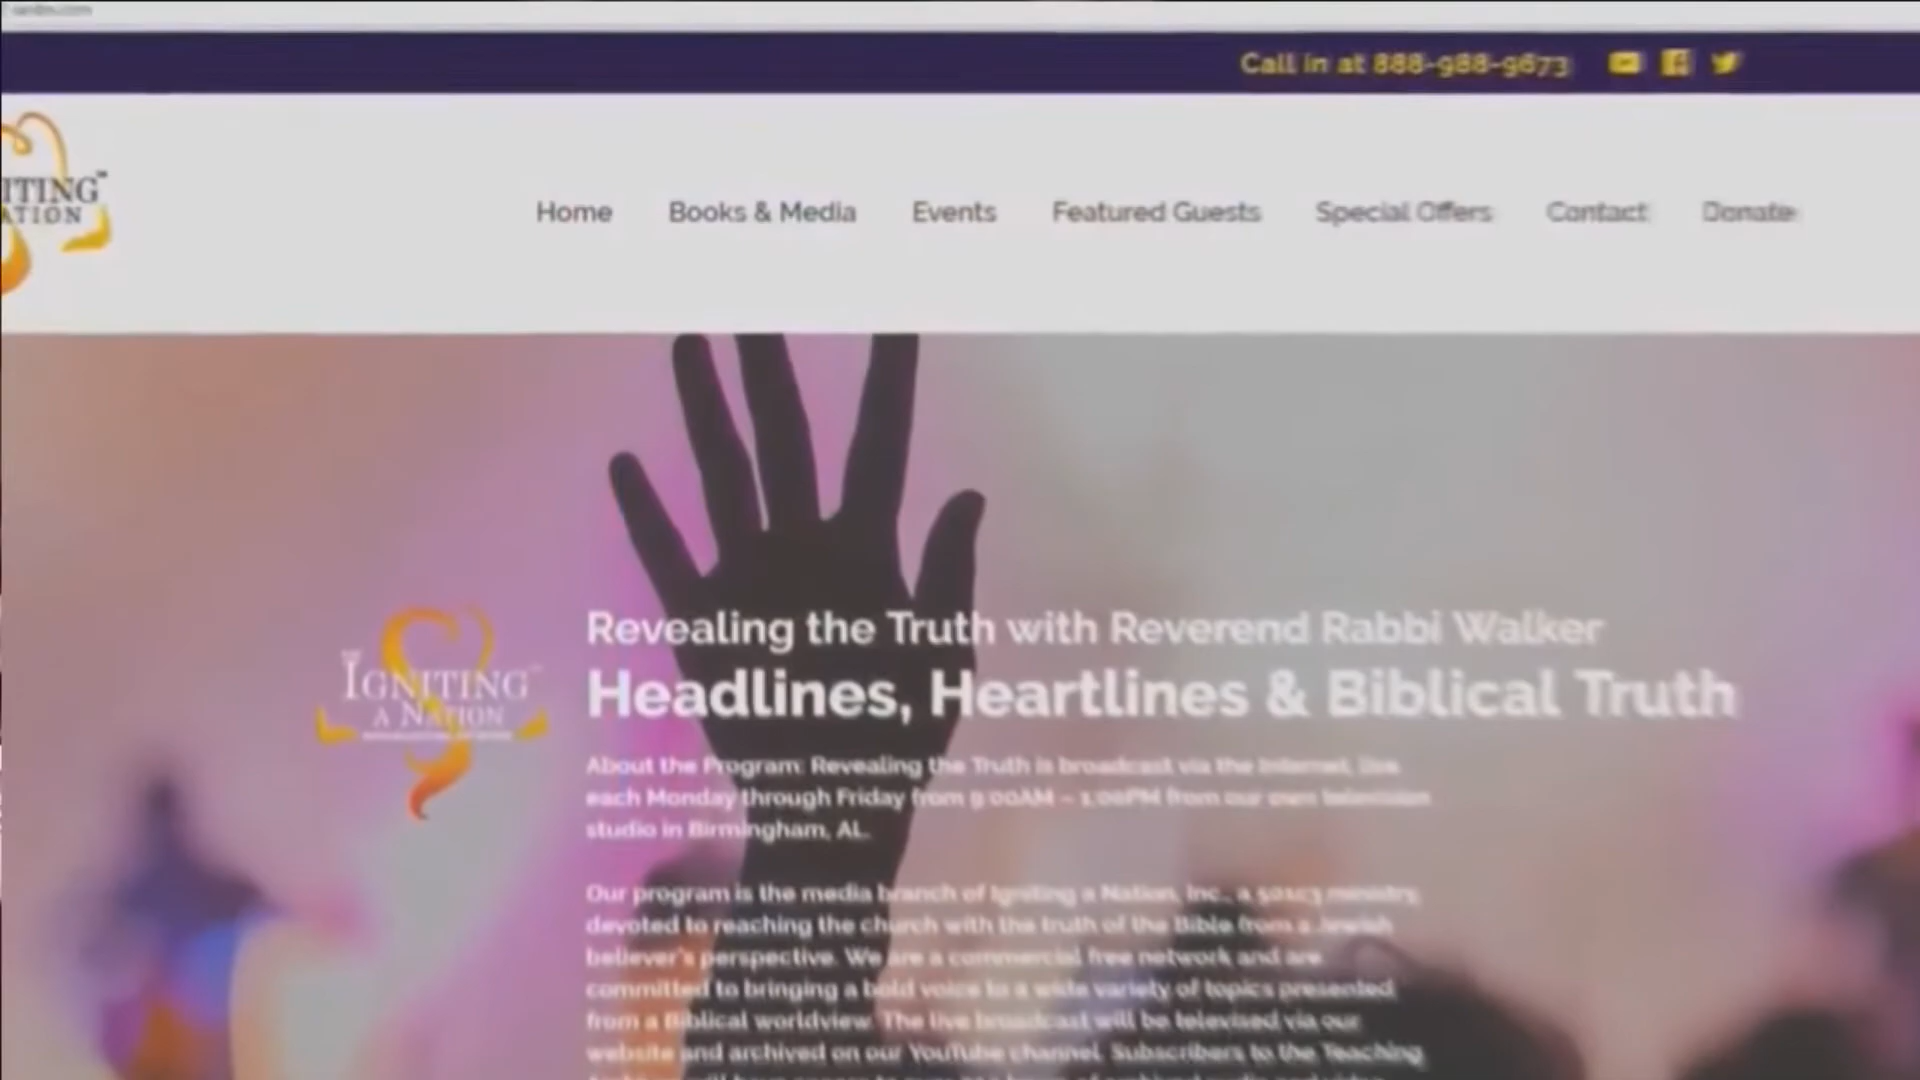 Call in at 888-988-9673
ITING™
ATION
Home Books & Media Events Featured Guests Special Offers Contact Donate
Revealing the Truth with Reverend Rabbi Walker
THE
IGNITING
A NATION
Headlines, Heartlines & Biblical Truth
About the Program: Revealing the Truth is broadcast via the Internet, live
each Monday through Friday from 9:00AM – 1:00PM from our own television
studio in Birmingham, AL.
Our program is the media branch of Igniting a Nation, Inc., a 501c3 ministry,
devoted to reaching the church with the truth of the Bible from a Jewish
believer's perspective. We are a commercial free network and are
committed to bringing a bold voice to a wide variety of topics presented
from a Biblical worldview. The live broadcast will be televised via our
website and archived on our YouTube channel. Subscribers to the Teaching